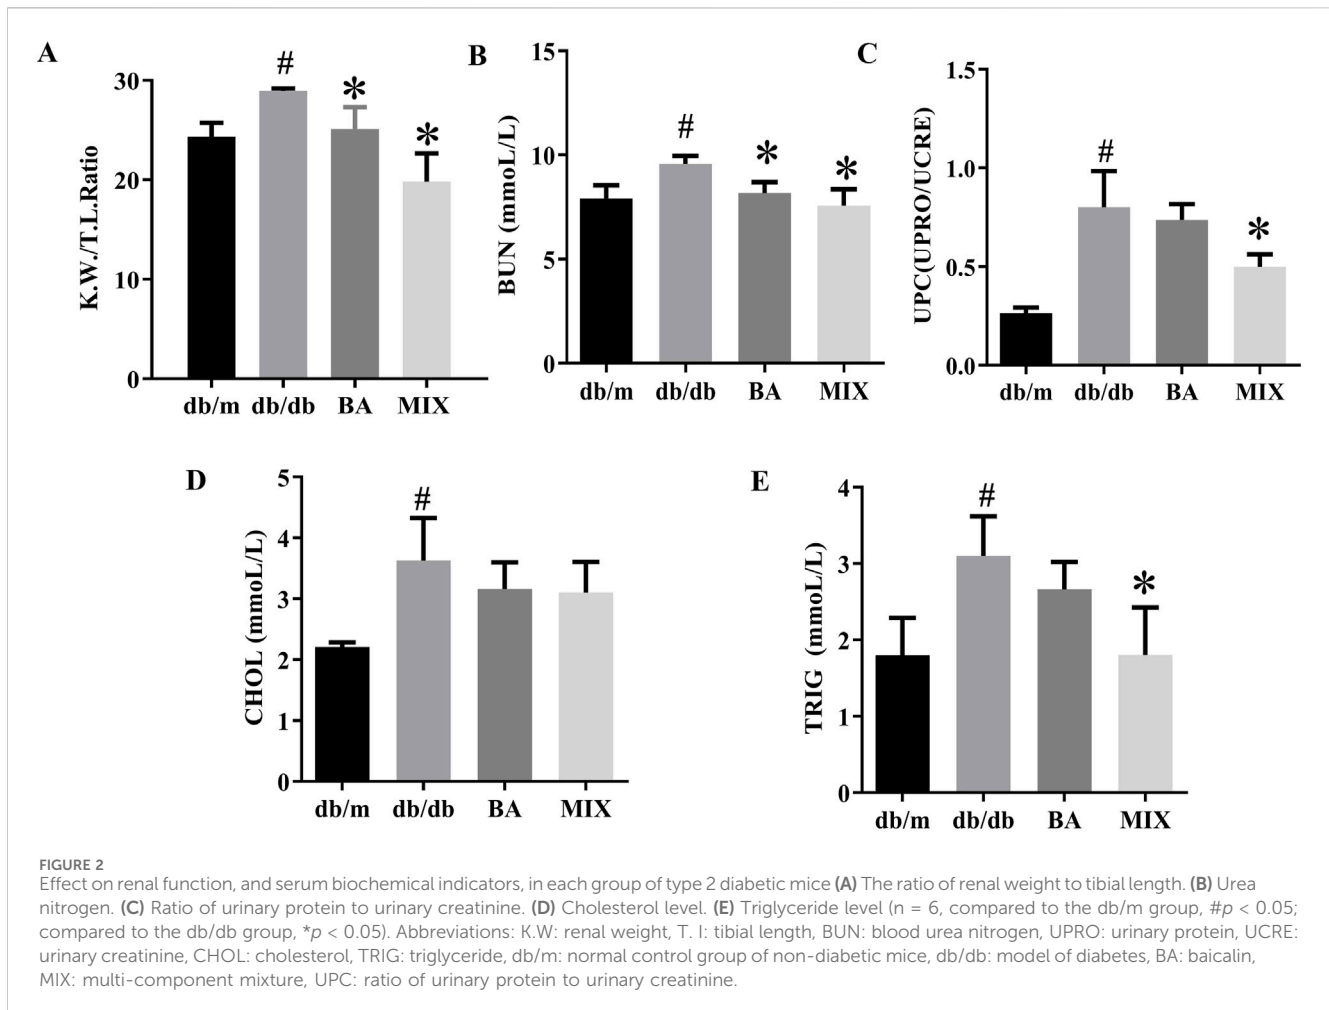 A
K.W./T.L.Ratio
30
20
10
0
#
*
*
db/m db/db BA MIX
B
BUN (mmoL/L)
15
10
5
0
#
*
*
db/m db/db BA MIX
C
UPC(UPRO/UCRE)
1.5
1.0
0.5
0.0
#
*
db/m db/db BA MIX
D
CHOL (mmoL/L)
5
4
3
2
1
0
#
db/m db/db BA MIX
E
TRIG (mmoL/L)
4
3
2
1
0
#
*
db/m db/db BA MIX
FIGURE 2
Effect on renal function, and serum biochemical indicators, in each group of type 2 diabetic mice (A) The ratio of renal weight to tibial length. (B) Urea
nitrogen. (C) Ratio of urinary protein to urinary creatinine. (D) Cholesterol level. (E) Triglyceride level (n = 6, compared to the db/m group, #p < 0.05;
compared to the db/db group, *p < 0.05). Abbreviations: K.W: renal weight, T. I: tibial length, BUN: blood urea nitrogen, UPRO: urinary protein, UCRE:
urinary creatinine, CHOL: cholesterol, TRIG: triglyceride, db/m: normal control group of non-diabetic mice, db/db: model of diabetes, BA: baicalin,
MIX: multi-component mixture, UPC: ratio of urinary protein to urinary creatinine.